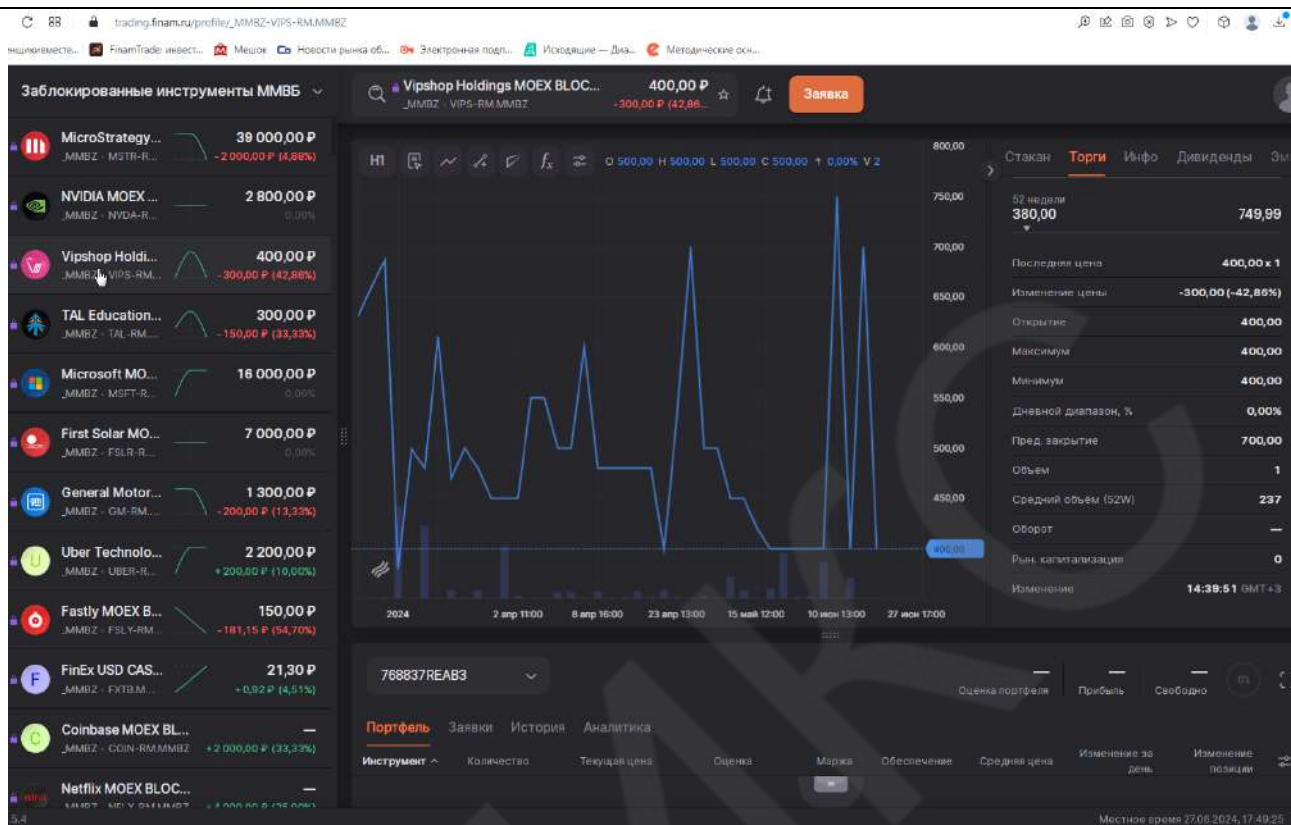 trading.finam.ru/profile/_MMBZ-VIPS-RM.MMBZ
нщикивместе... FinamTrade: инвест... Мешок Новости рынка об... Электронная подп... Исходящие — Диа... Методические осн...
Заблокированные инструменты ММВБ
Vipshop Holdings MOEX BLOC... 400,00 ₽
_MMBZ · VIPS-RM.MMBZ -300,00 ₽ (42,86...
Заявка
MicroStrategy... 39 000,00 ₽
_MMBZ · MSTR-R... -2 000,00 ₽ (4,88%)
NVIDIA MOEX ... 2 800,00 ₽
_MMBZ · NVDA-R... 0,00%
Vipshop Holdi... 400,00 ₽
_MMBZ · VIPS-RM... -300,00 ₽ (42,86%)
TAL Education... 300,00 ₽
_MMBZ · TAL-RM.... -150,00 ₽ (33,33%)
Microsoft MO... 16 000,00 ₽
_MMBZ · MSFT-R... 0,00%
First Solar MO... 7 000,00 ₽
_MMBZ · FSLR-R... 0,00%
General Motor... 1 300,00 ₽
_MMBZ · GM-RM.... -200,00 ₽ (13,33%)
Uber Technolo... 2 200,00 ₽
_MMBZ · UBER-R... +200,00 ₽ (10,00%)
Fastly MOEX B... 150,00 ₽
_MMBZ · FSLY-RM... -181,15 ₽ (54,70%)
FinEx USD CAS... 21,30 ₽
_MMBZ · FXTB.M... +0,92 ₽ (4,51%)
Coinbase MOEX BL... —
_MMBZ · COIN-RM.MMBZ +2 000,00 ₽ (33,33%)
Netflix MOEX BLOC... —
5.4
H1 O 500,00 H 500,00 L 500,00 C 500,00 0,00% V 2
800,00
750,00
700,00
650,00
600,00
550,00
500,00
450,00
400,00
2024 2 апр 11:00 8 апр 16:00 23 апр 13:00 15 май 12:00 10 июн 13:00 27 июн 17:00
Стакан Торги Инфо Дивиденды Эм
52 недели
380,00 749,99
Последняя цена 400,00 x 1
Изменение цены -300,00 (-42,86%)
Открытие 400,00
Максимум 400,00
Минимум 400,00
Дневной диапазон, % 0,00%
Пред. закрытие 700,00
Объем 1
Средний объем (52W) 237
Оборот —
Рын. капитализация 0
Изменение 14:39:51 GMT+3
768837REAB3
Оценка портфеля Прибыль Свободно
Портфель Заявки История Аналитика
Инструмент Количество Текущая цена Оценка Маржа Обеспечение Средняя цена Изменение за день Изменение позиции
Местное время 27.06.2024, 17:49:25